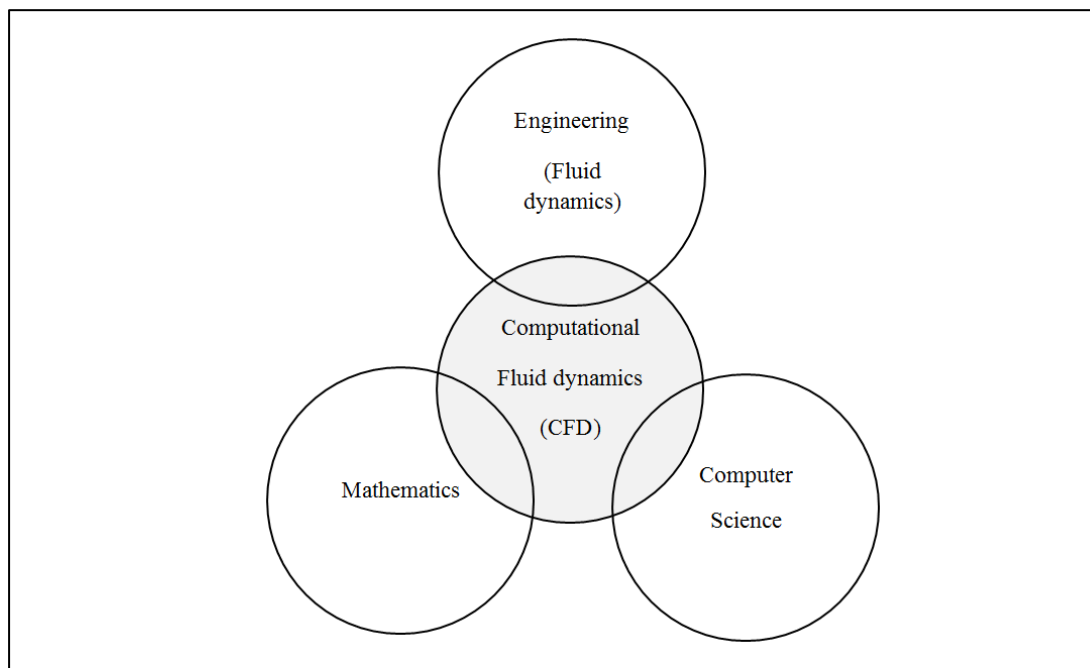 Engineering
(Fluid
dynamics)
Computational
Fluid dynamics
(CFD)
Mathematics
Computer
Science